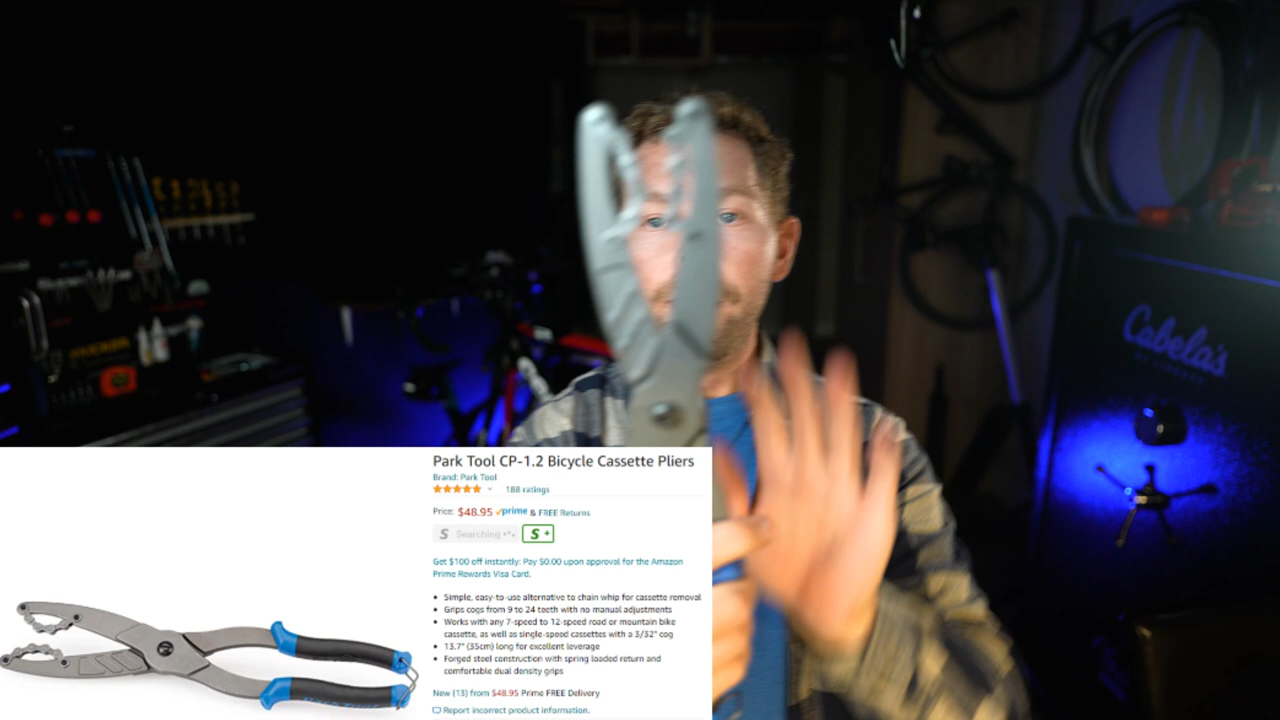 Cabela's
Park Tool CP-1.2 Bicycle Cassette Pliers
Brand: Park Tool
188 ratings
Price: $48.95 prime & FREE Returns
S Searching S +
Get $100 off instantly: Pay $0.00 upon approval for the Amazon
Prime Rewards Visa Card.
• Simple, easy-to-use alternative to chain whip for cassette removal
• Grips cogs from 9 to 24 teeth with no manual adjustments
• Works with any 7-speed to 12-speed road or mountain bike
cassette, as well as single-speed cassettes with a 3/32" cog
• 13.7" (35cm) long for excellent leverage
• Forged steel construction with spring loaded return and
comfortable dual density grips
New (13) from $48.95 Prime FREE Delivery
Report incorrect product information.